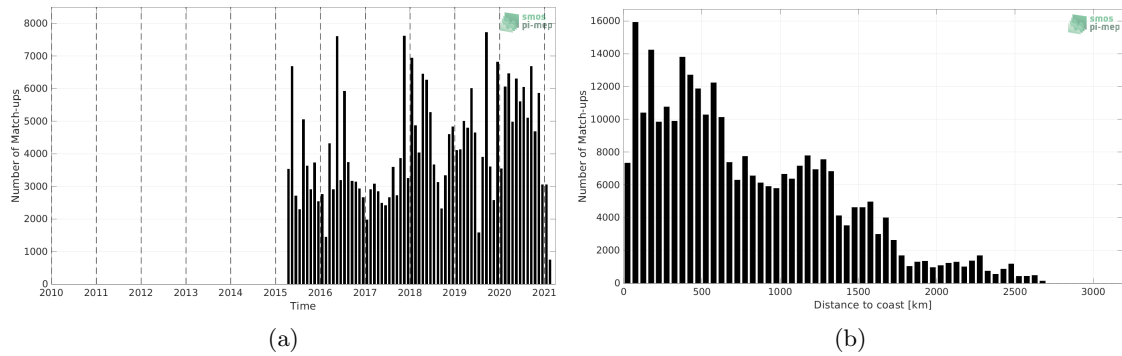 smos
pi-mep
8000
7000
6000
5000
4000
3000
2000
1000
0
Number of Match-ups
2010 2011 2012 2013 2014 2015 2016 2017 2018 2019 2020 2021
Time
(a)
smos
pi-mep
16000
14000
12000
10000
8000
6000
4000
2000
0
Number of Match-ups
0 500 1000 1500 2000 2500 3000
Distance to coast [km]
(b)